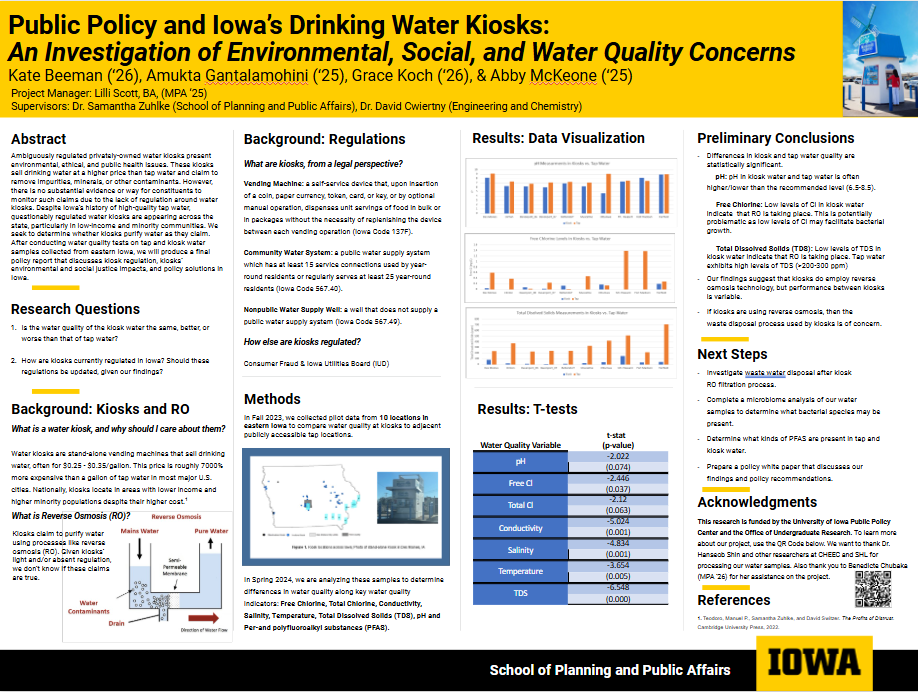 Public Policy and Iowa's Drinking Water Kiosks:
An Investigation of Environmental, Social, and Water Quality Concerns
Kate Beeman ('26), Amukta Gantalamohini ('25), Grace Koch ('26), & Abby McKeone ('25)
Project Manager: Lilli Scott, BA, (MPA '25)
Supervisors: Dr. Samantha Zuhlke (School of Planning and Public Affairs), Dr. David Cwiertny (Engineering and Chemistry)
Abstract
Ambiguously regulated privately-owned water kiosks present
environmental, ethical, and public health issues. These kiosks
sell drinking water at a higher price than tap water and claim to
remove impurities, minerals, or other contaminants. However,
there is no substantial evidence or way for constituents to
monitor such claims due to the lack of regulation around water
kiosks. Despite Iowa's history of high-quality tap water,
questionably regulated water kiosks are appearing across the
state, particularly in low-income and minority communities. We
seek to determine whether kiosks purify water as they claim.
After conducting water quality tests on tap and kiosk water
samples collected from eastern Iowa, we will produce a final
policy report that discusses kiosk regulation, kiosks'
environmental and social justice impacts, and policy solutions in
Iowa.
Research Questions
1. Is the water quality of the kiosk water the same, better, or
worse than that of tap water?
2. How are kiosks currently regulated in Iowa? Should these
regulations be updated, given our findings?
Background: Kiosks and RO
What is a water kiosk, and why should I care about them?
Water kiosks are stand-alone vending machines that sell drinking
water, often for $0.25 - $0.35/gallon. This price is roughly 7000%
more expensive than a gallon of tap water in most major U.S.
cities. Nationally, kiosks locate in areas with lower income and
higher minority populations despite their higher cost.¹
What is Reverse Osmosis (RO)?
Kiosks claim to purify water
using processes like reverse
osmosis (RO). Given kiosks'
light and/or absent regulation,
we don't know if these claims
are true.
Reverse Osmosis
Mains Water
Pure Water
Semi-
Permeable
Membrane
Water
Contaminants
Drain
Direction of Water Flow
Background: Regulations
What are kiosks, from a legal perspective?
Vending Machine: a self-service device that, upon insertion
of a coin, paper currency, token, card, or key, or by optional
manual operation, dispenses unit servings of food in bulk or
in packages without the necessity of replenishing the device
between each vending operation (Iowa Code 137F).
Community Water System: a public water supply system
which has at least 15 service connections used by year-
round residents or regularly serves at least 25 year-round
residents (Iowa Code 567.40).
Nonpublic Water Supply Well: a well that does not supply a
public water supply system (Iowa Code 567.49).
How else are kiosks regulated?
Consumer Fraud & Iowa Utilities Board (IUD)
Methods
In Fall 2023, we collected pilot data from 10 locations in
eastern Iowa to compare water quality at kiosks to adjacent
publicly accessible tap locations.
In Spring 2024, we are analyzing these samples to determine
differences in water quality along key water quality
indicators: Free Chlorine, Total Chlorine, Conductivity,
Salinity, Temperature, Total Dissolved Solids (TDS), pH and
Per-and polyfluoroalkyl substances (PFAS).
Results: Data Visualization
pH Measurements in Kiosks vs. Tap Water
Free Chlorine Levels in Kiosks vs. Tap Water
Total Dissolved Solids Measurements in Kiosks vs. Tap Water
Results: T-tests
Water Quality Variable
t-stat
(p-value)
pH
-2.022
(0.074)
Free Cl
-2.446
(0.037)
Total Cl
-2.12
(0.063)
Conductivity
-5.024
(0.001)
Salinity
-4.834
(0.001)
Temperature
-3.654
(0.005)
TDS
-6.548
(0.000)
Preliminary Conclusions
- Differences in kiosk and tap water quality are
statistically significant.
pH: pH in kiosk water and tap water is often
higher/lower than the recommended level (6.5-8.5).
Free Chlorine: Low levels of Cl in kiosk water
indicate that RO is taking place. This is potentially
problematic as low levels of Cl may facilitate bacterial
growth.
Total Dissolved Solids (TDS): Low levels of TDS in
kiosk water indicate that RO is taking place. Tap water
exhibits high levels of TDS (>200-300 ppm)
- Our findings suggest that kiosks do employ reverse
osmosis technology, but performance between kiosks
is variable.
- If kiosks are using reverse osmosis, then the
waste disposal process used by kiosks is of concern.
Next Steps
- Investigate waste water disposal after kiosk
RO filtration process.
- Complete a microbiome analysis of our water
samples to determine what bacterial species may be
present.
- Determine what kinds of PFAS are present in tap and
kiosk water.
- Prepare a policy white paper that discusses our
findings and policy recommendations.
Acknowledgments
This research is funded by the University of Iowa Public Policy
Center and the Office of Undergraduate Research. To learn more
about our project, use the QR Code below. We want to thank Dr.
Hanseob Shin and other researchers at CHEEC and SHL for
processing our water samples. Also thank you to Benedicte Chubaka
(MPA '26) for her assistance on the project.
References
1. Teodoro, Manuel P., Samantha Zuhlke, and David Switzer. The Profits of Distrust.
Cambridge University Press, 2022.
School of Planning and Public Affairs
IOWA